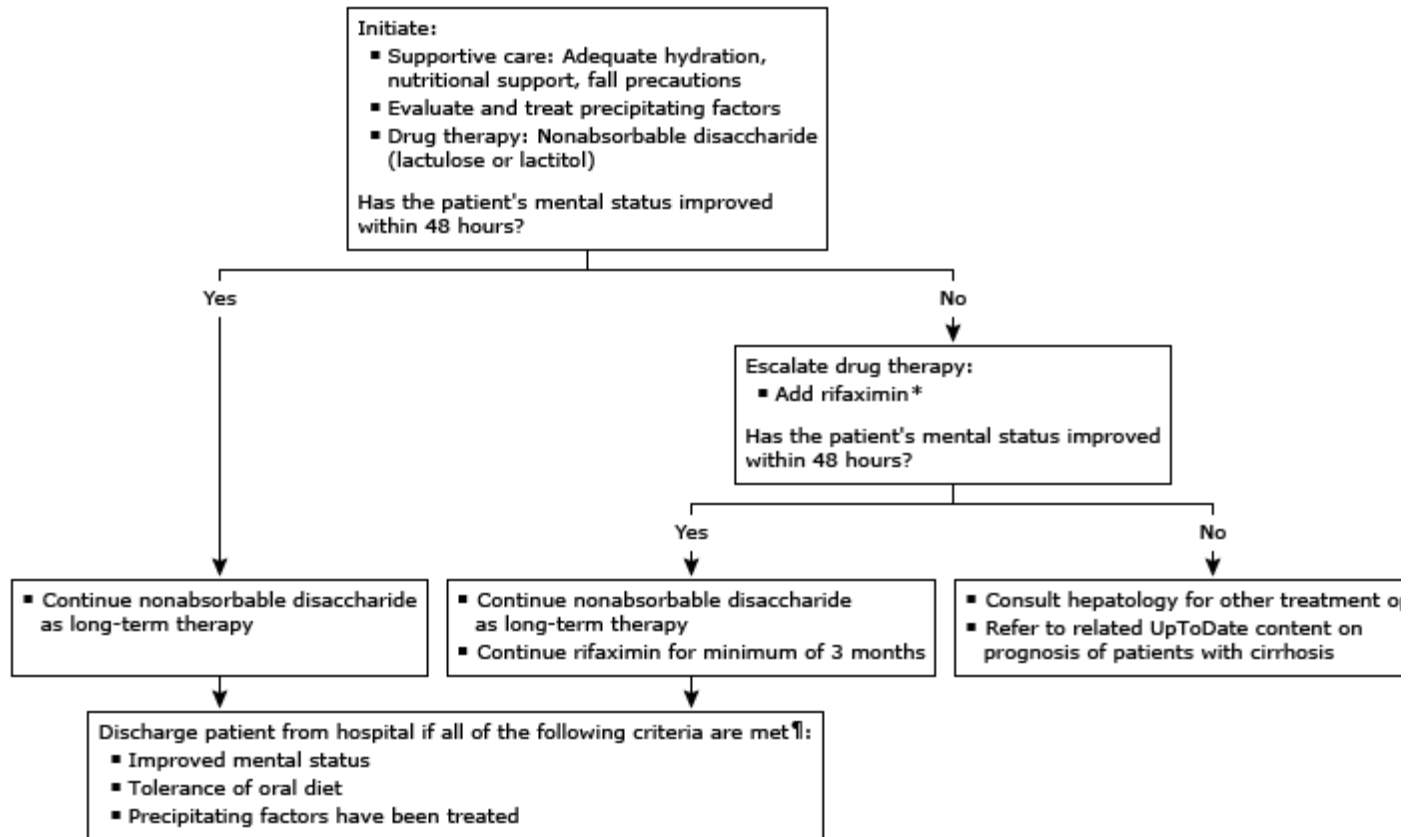 Initiate:
▪ Supportive care: Adequate hydration,
nutritional support, fall precautions
▪ Evaluate and treat precipitating factors
▪ Drug therapy: Nonabsorbable disaccharide
(lactulose or lactitol)
Has the patient's mental status improved
within 48 hours?
Yes
No
Escalate drug therapy:
▪ Add rifaximin*
Has the patient's mental status improved
within 48 hours?
Yes
No
▪ Continue nonabsorbable disaccharide
as long-term therapy
▪ Continue nonabsorbable disaccharide
as long-term therapy
▪ Continue rifaximin for minimum of 3 months
▪ Consult hepatology for other treatment op
▪ Refer to related UpToDate content on
prognosis of patients with cirrhosis
Discharge patient from hospital if all of the following criteria are met¶:
▪ Improved mental status
▪ Tolerance of oral diet
▪ Precipitating factors have been treated